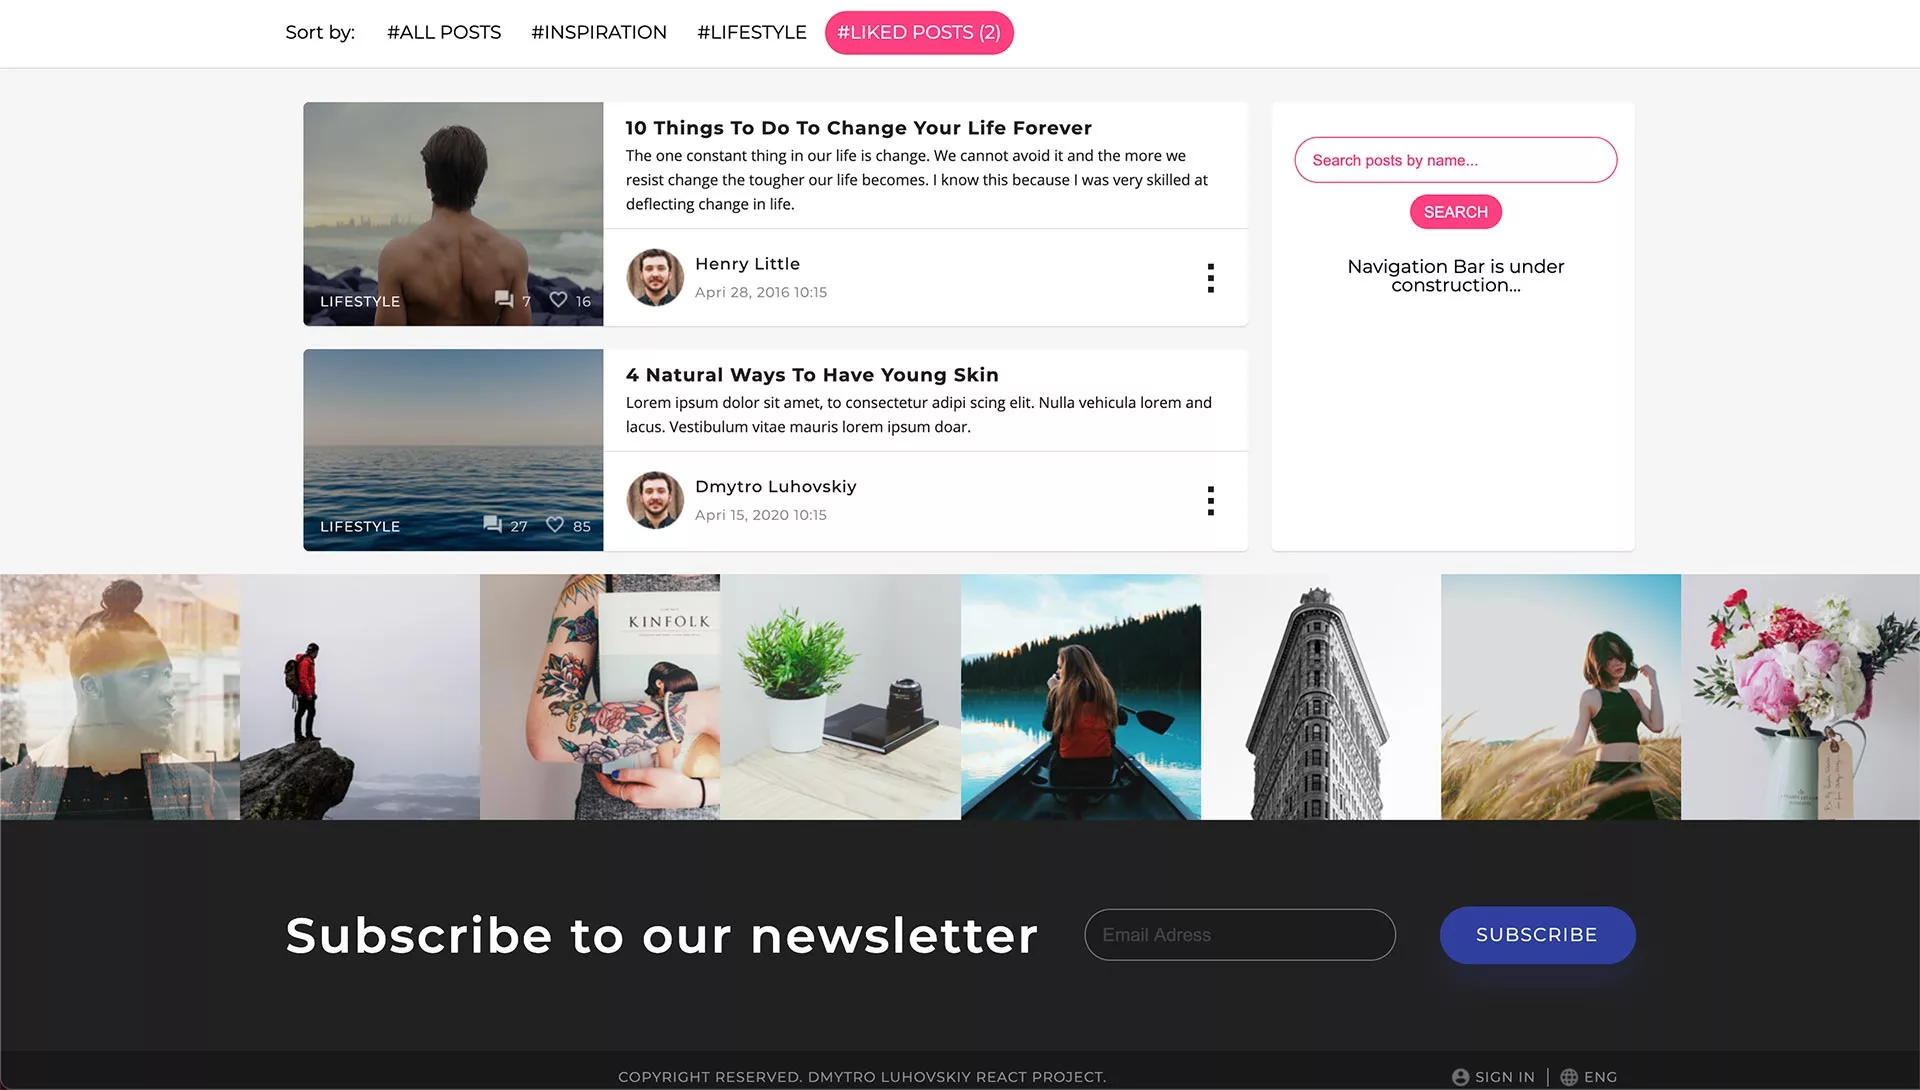 Sort by: #ALL POSTS #INSPIRATION #LIFESTYLE #LIKED POSTS (2)
10 Things To Do To Change Your Life Forever
The one constant thing in our life is change. We cannot avoid it and the more we
resist change the tougher our life becomes. I know this because I was very skilled at
deflecting change in life.
Henry Little
Apri 28, 2016 10:15
LIFESTYLE 7 16
Search posts by name...
SEARCH
Navigation Bar is under
construction...
4 Natural Ways To Have Young Skin
Lorem ipsum dolor sit amet, to consectetur adipi scing elit. Nulla vehicula lorem and
lacus. Vestibulum vitae mauris lorem ipsum doar.
Dmytro Luhovskiy
Apri 15, 2020 10:15
LIFESTYLE 27 85
KINFOLK
Subscribe to our newsletter
Email Adress
SUBSCRIBE
COPYRIGHT RESERVED. DMYTRO LUHOVSKIY REACT PROJECT.
SIGN IN | ENG